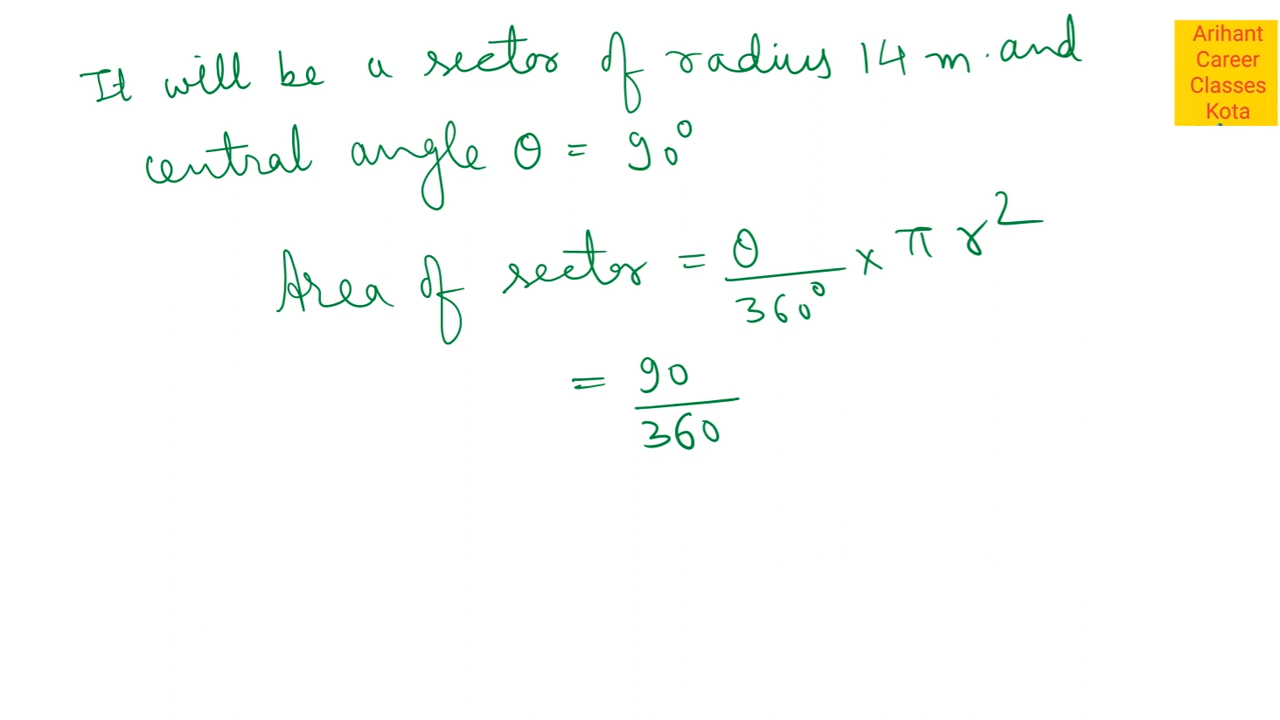 It will be a sector of radius 14 m. and
central angle θ = 90°
Area of sector = θ/360° × π r²
= 90/360
Arihant
Career
Classes
Kota